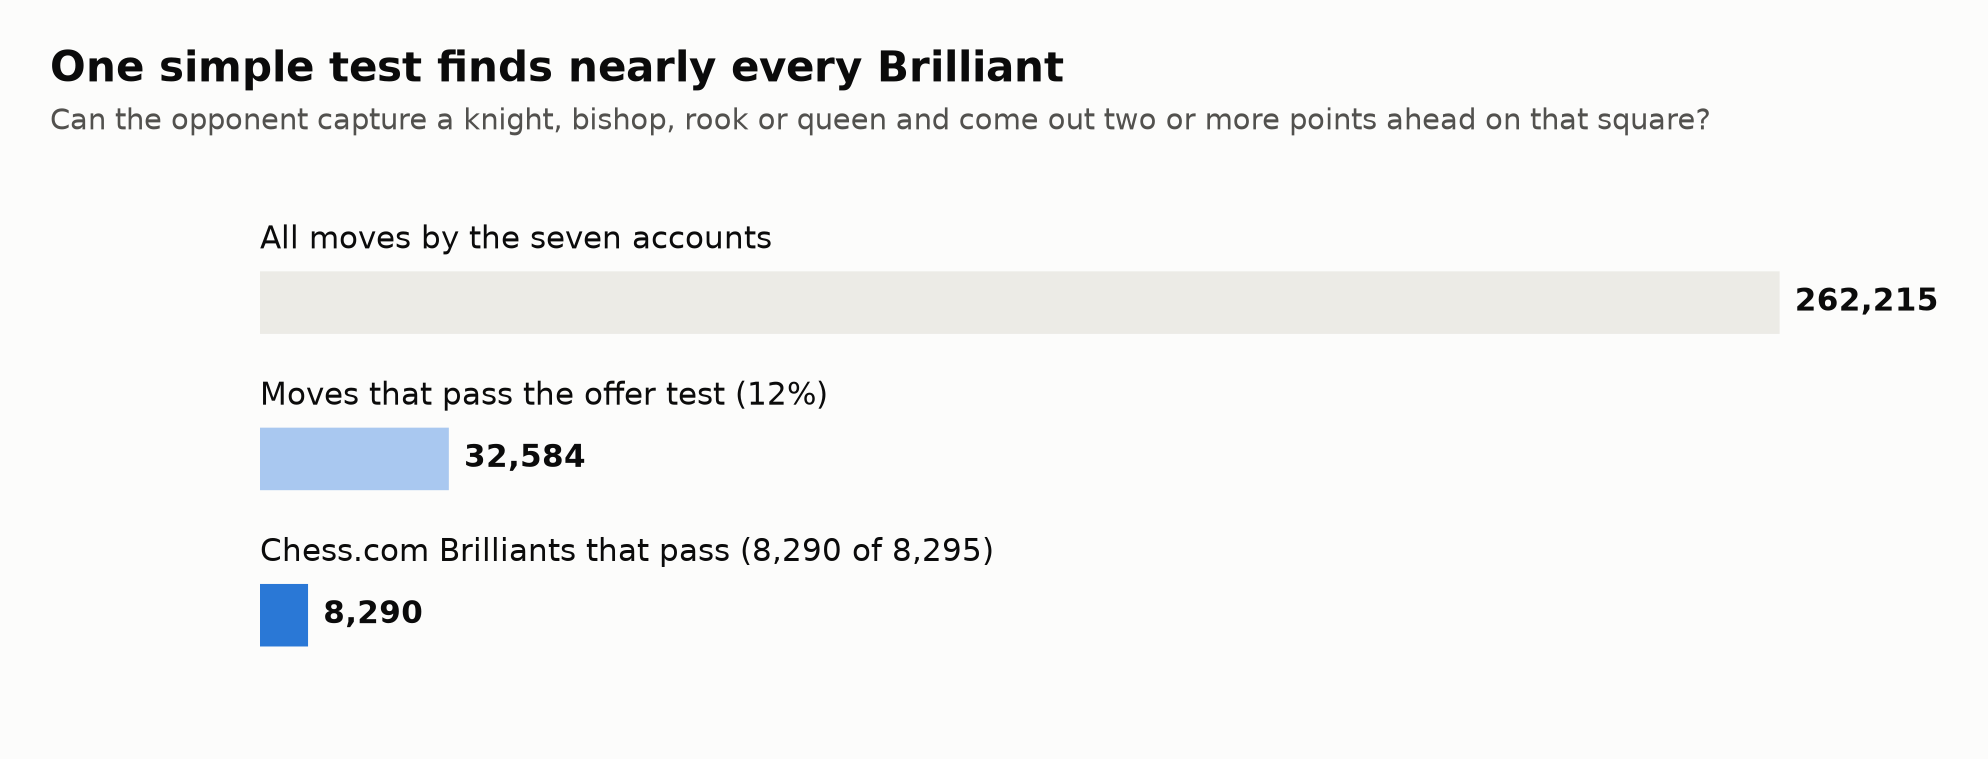 One simple test finds nearly every Brilliant
Can the opponent capture a knight, bishop, rook or queen and come out two or more points ahead on that square?
All moves by the seven accounts
262,215
Moves that pass the offer test (12%)
32,584
Chess.com Brilliants that pass (8,290 of 8,295)
8,290